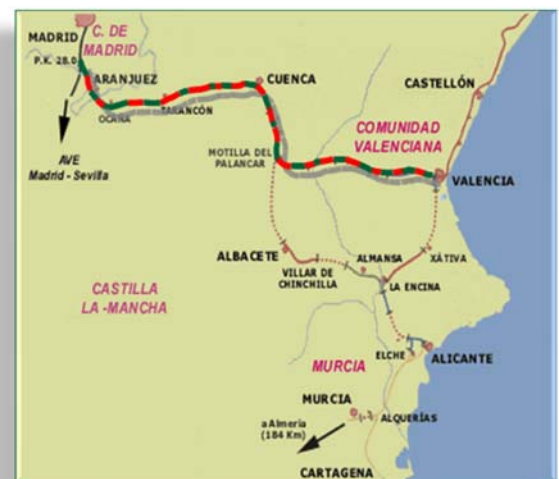 C. DE
MADRID
MADRID
P.K. 28.0
ARANJUEZ
OCAÑA
TARANCÓN
CUENCA
CASTELLÓN
COMUNIDAD
VALENCIANA
AVE
Madrid - Sevilla
MOTILLA DEL
PALANCAR
VALENCIA
ALBACETE
VILLAR DE
CHINCHILLA
ALMANSA
XÁTIVA
LA ENCINA
CASTILLA
LA -MANCHA
ELCHE
ALICANTE
MURCIA
MURCIA
ALQUERÍAS
a Almería
(184 Km)
CARTAGENA